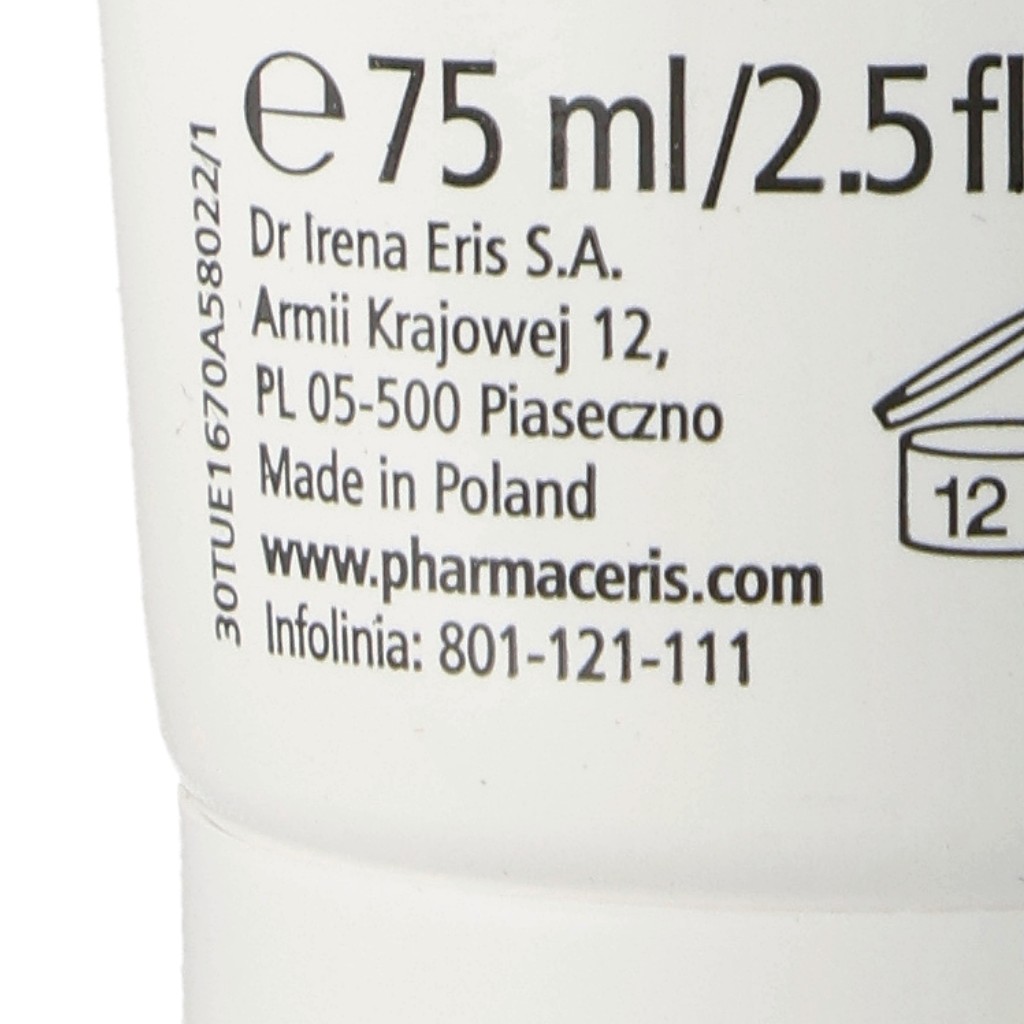 ℮ 75 ml/2.5 fl
Dr Irena Eris S.A.
Armii Krajowej 12,
PL 05-500 Piaseczno
Made in Poland
www.pharmaceris.com
Infolinia: 801-121-111
30TUE1670A58022/1
12